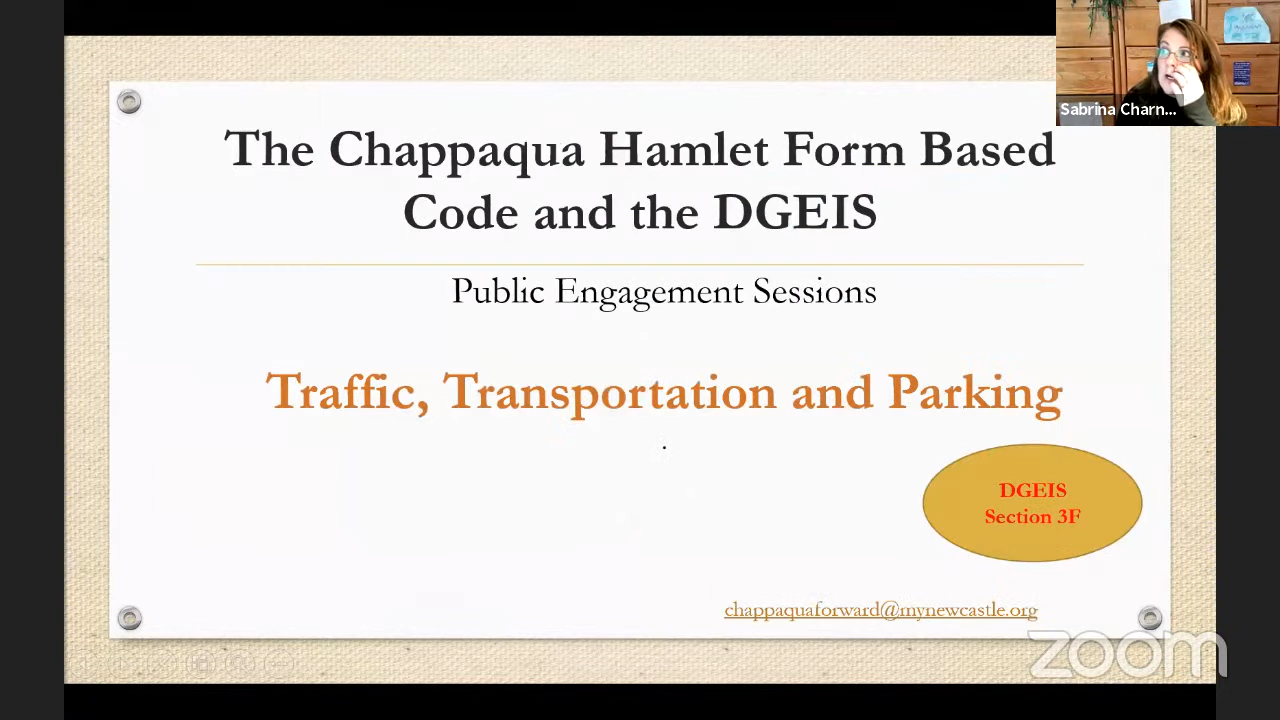 Sabrina Charn...
The Chappaqua Hamlet Form Based
Code and the DGEIS
Public Engagement Sessions
Traffic, Transportation and Parking
.
DGEIS
Section 3F
chappaquaforward@mynewcastle.org
zoom